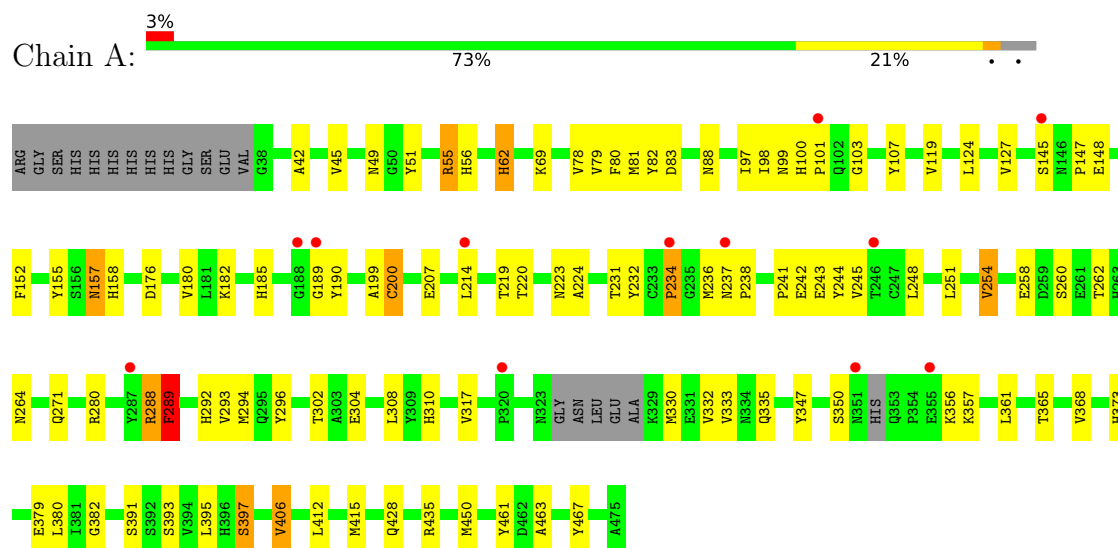 3%
Chain A:
73% 21% • •
ARG GLY SER HIS HIS HIS HIS HIS HIS GLY SER GLU VAL G38 A42 V45 N49 G50 Y51 R55 H56 H62 K69 V78 V79 F80 M81 Y82 D83 N88 I97 I98 N99 H100 P101 Q102 G103 Y107 V119 L124 V127 S145 N146 P147 E148
F152 Y155 S156 N157 H158 D176 V180 L181 K182 H185 G188 G189 Y190 A199 C200 E207 L214 T219 T220 N223 A224 T231 Y232 C233 P234 G235 M236 N237 P238 P241 E242 E243 Y244 V245 T246 C247 L248 L251 V254 E258 D259 S260 E261 T262 H263
N264 Q271 R280 Y287 R288 F289 H292 V293 M294 Q295 Y296 T302 A303 E304 L308 Y309 H310 V317 P320 N323 GLY ASN LEU GLU ALA K329 M330 E331 V332 V333 N334 Q335 Y347 S350 N351 HIS Q353 P354 E355 K356 K357 L361 T365 V368
E379 L380 I381 G382 S391 S392 S393 V394 L395 H396 S397 V406 L412 M415 Q428 R435 M450 Y461 D462 A463 Y467 A475